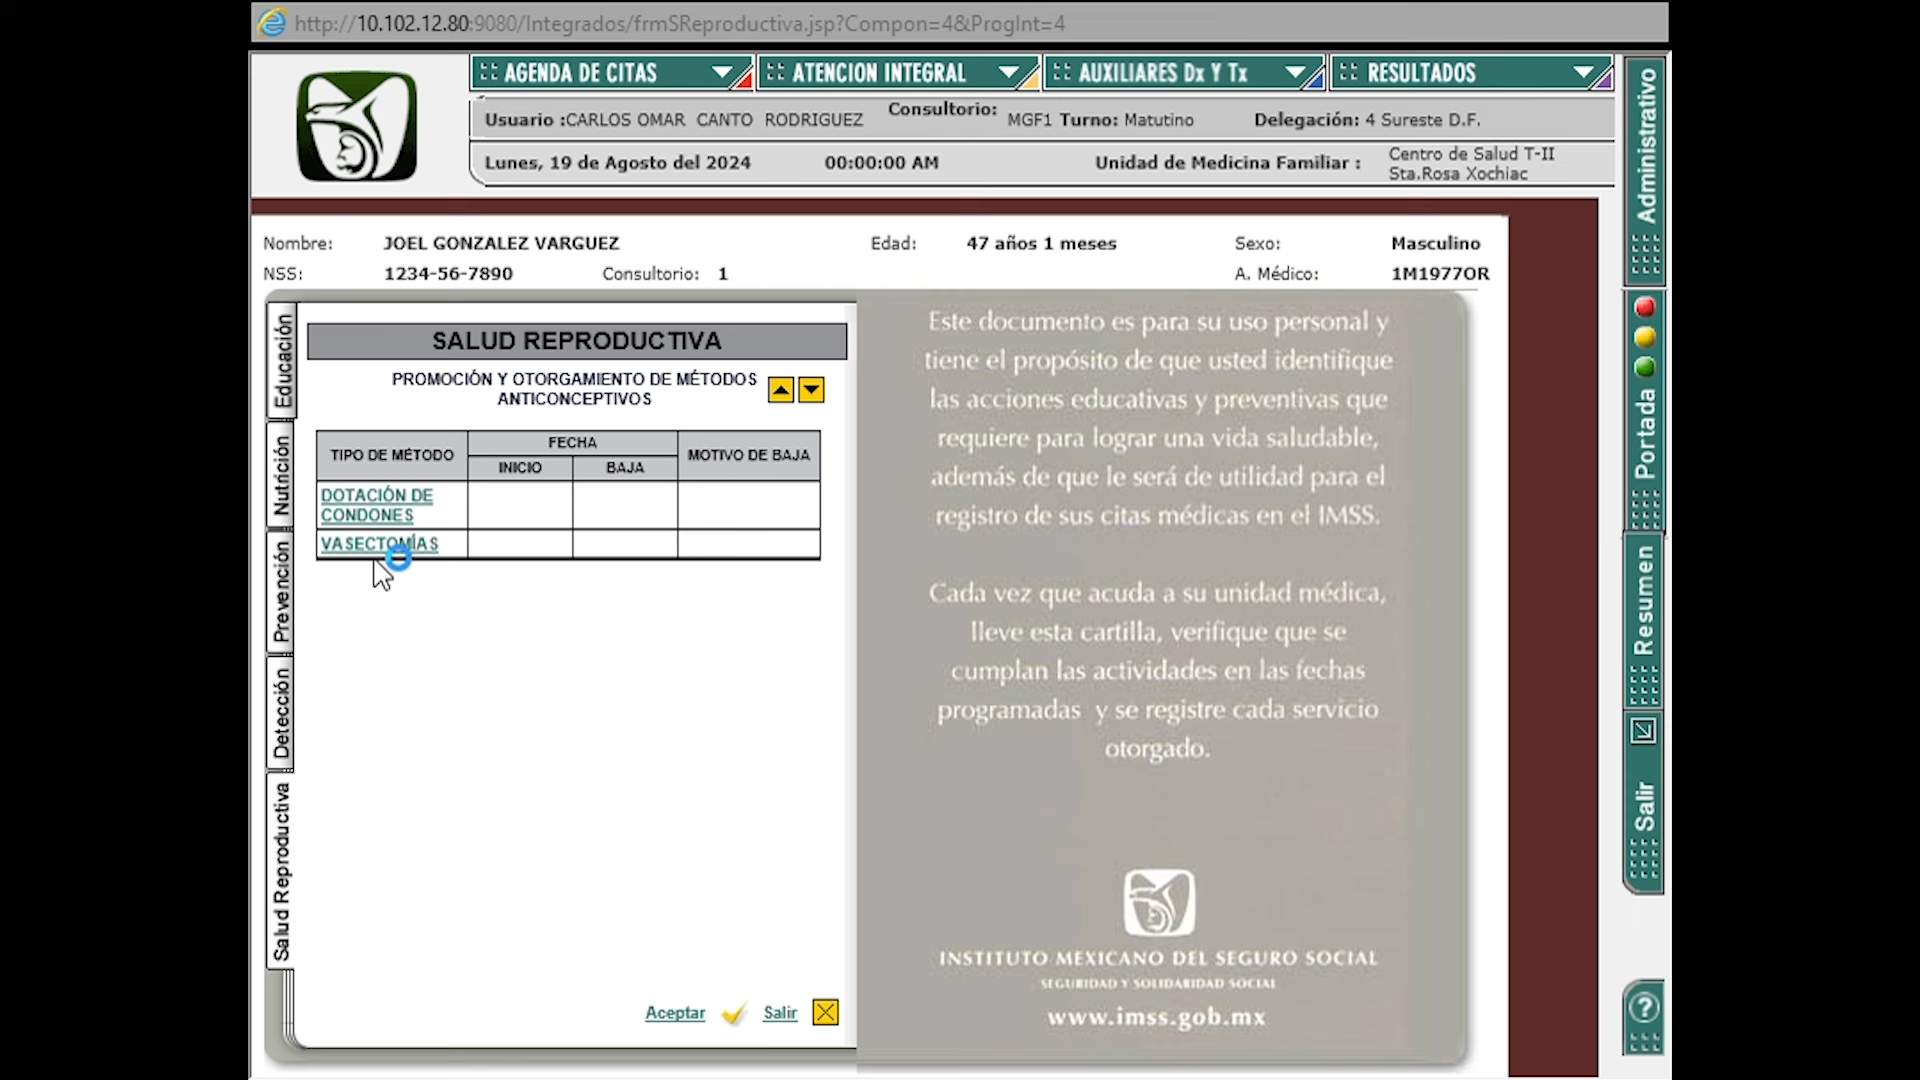 http://10.102.12.80:9080/Integrados/frmSReproductiva.jsp?Compon=4&ProgInt=4
AGENDA DE CITAS
ATENCION INTEGRAL
AUXILIARES Dx Y Tx
RESULTADOS
Usuario :CARLOS OMAR CANTO RODRIGUEZ
Consultorio: MGF1 Turno: Matutino
Delegación: 4 Sureste D.F.
Lunes, 19 de Agosto del 2024
00:00:00 AM
Unidad de Medicina Familiar :
Centro de Salud T-II
Sta.Rosa Xochiac
Nombre: JOEL GONZALEZ VARGUEZ
Edad: 47 años 1 meses
Sexo: Masculino
NSS: 1234-56-7890
Consultorio: 1
A. Médico: 1M1977OR
Educación
Nutrición
Prevención
Detección
Salud Reproductiva
SALUD REPRODUCTIVA
PROMOCIÓN Y OTORGAMIENTO DE MÉTODOS
ANTICONCEPTIVOS
TIPO DE MÉTODO
FECHA
INICIO
BAJA
MOTIVO DE BAJA
DOTACIÓN DE
CONDONES
VASECTOMÍAS
Aceptar
Salir
Este documento es para su uso personal y
tiene el propósito de que usted identifique
las acciones educativas y preventivas que
requiere para lograr una vida saludable,
además de que le será de utilidad para el
registro de sus citas médicas en el IMSS.
Cada vez que acuda a su unidad médica,
lleve esta cartilla, verifique que se
cumplan las actividades en las fechas
programadas y se registre cada servicio
otorgado.
INSTITUTO MEXICANO DEL SEGURO SOCIAL
SEGURIDAD Y SOLIDARIDAD SOCIAL
www.imss.gob.mx
Administrativo
Portada
Resumen
Salir
?